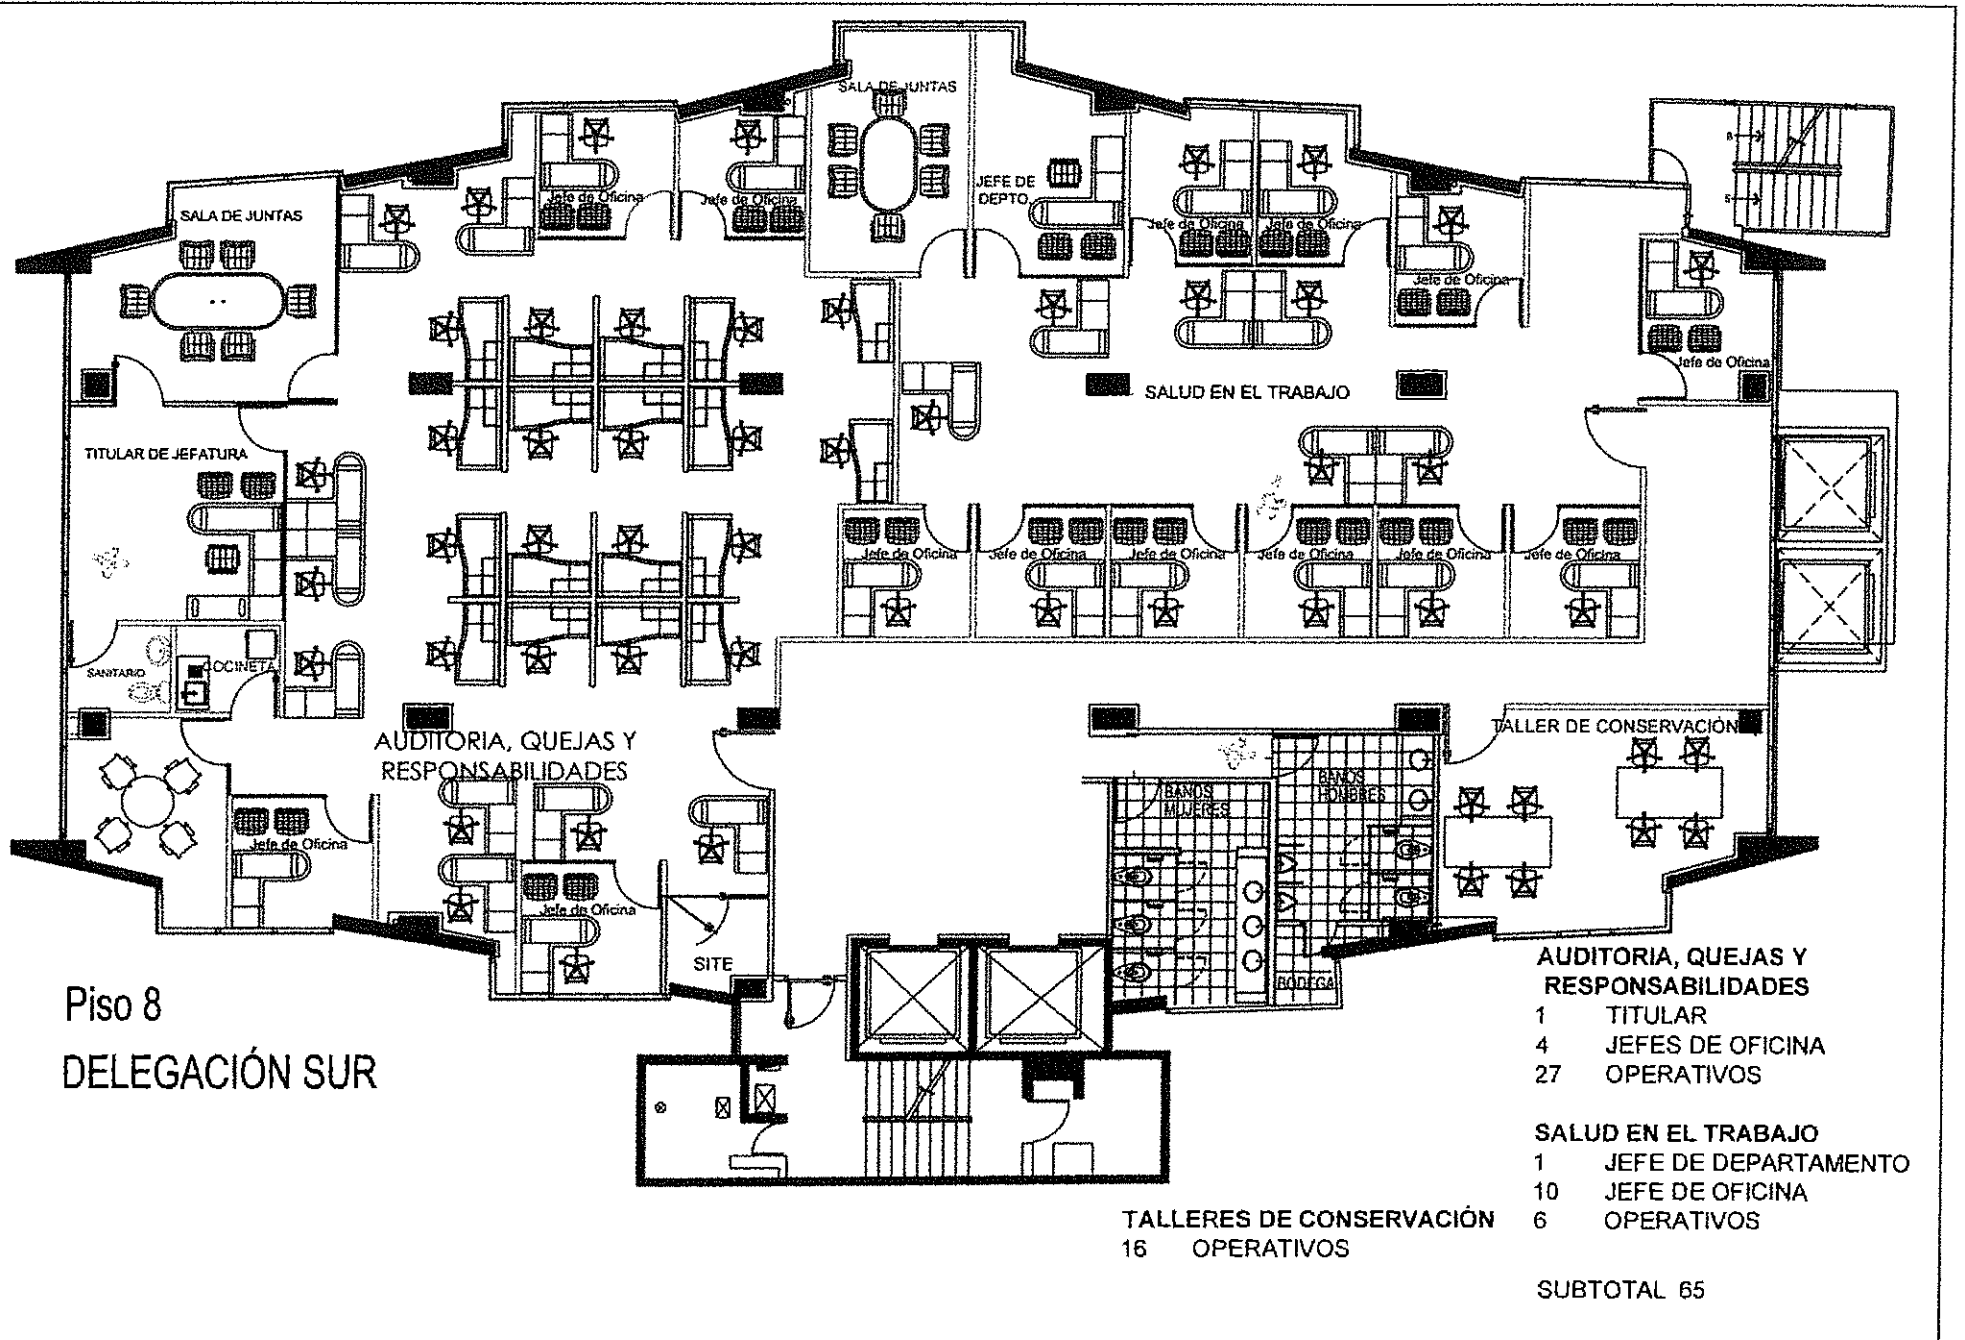 SALA DE JUNTAS
SALA DE JUNTAS
JEFE DE
DEPTO.
Jefe de Oficina
Jefe de Oficina
Jefe de Oficina
Jefe de Oficina
Jefe de Oficina
Jefe de Oficina
SALUD EN EL TRABAJO
TITULAR DE JEFATURA
Jefe de Oficina
Jefe de Oficina
Jefe de Oficina
Jefe de Oficina
Jefe de Oficina
Jefe de Oficina
SANITARIO
COCINETA
AUDITORIA, QUEJAS Y
RESPONSABILIDADES
TALLER DE CONSERVACIÓN
BAÑOS
HOMBRES
BAÑOS
MUJERES
Jefe de Oficina
Jefe de Oficina
SITE
BODEGA
Piso 8
DELEGACIÓN SUR
AUDITORIA, QUEJAS Y
RESPONSABILIDADES
1 TITULAR
4 JEFES DE OFICINA
27 OPERATIVOS
SALUD EN EL TRABAJO
1 JEFE DE DEPARTAMENTO
10 JEFE DE OFICINA
6 OPERATIVOS
TALLERES DE CONSERVACIÓN
16 OPERATIVOS
SUBTOTAL 65